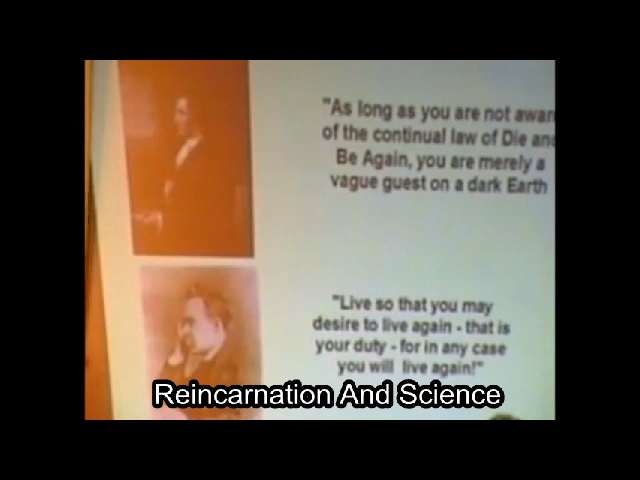 "As long as you are not awar
of the continual law of Die and
Be Again, you are merely a
vague guest on a dark Earth
"Live so that you may
desire to live again - that is
your duty - for in any case
you will live again!"
Reincarnation And Science